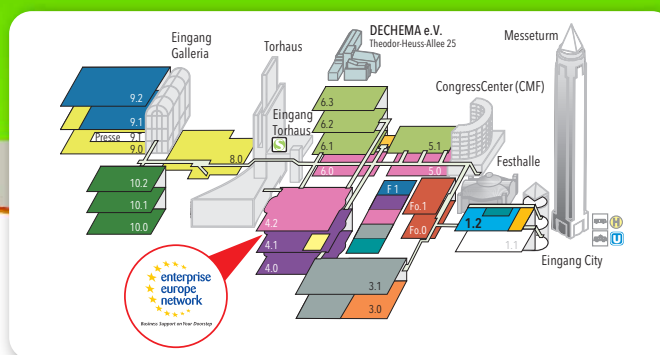 DECHEMA e.V.
Theodor-Heuss-Allee 25
Messeturm
Eingang
Galleria
Torhaus
CongressCenter (CMF)
9.2
9.1
Presse 9.1
9.0
8.0
Eingang
Torhaus
S
6.3
6.2
6.1
6.0
5.1
5.0
Festhalle
10.2
10.1
10.0
F 1
Fo.1
Fo.0
4.2
4.1
4.0
1.2
1.1
H
U
Eingang City
3.1
3.0
enterprise
europe
network
Business Support on Your Doorstep